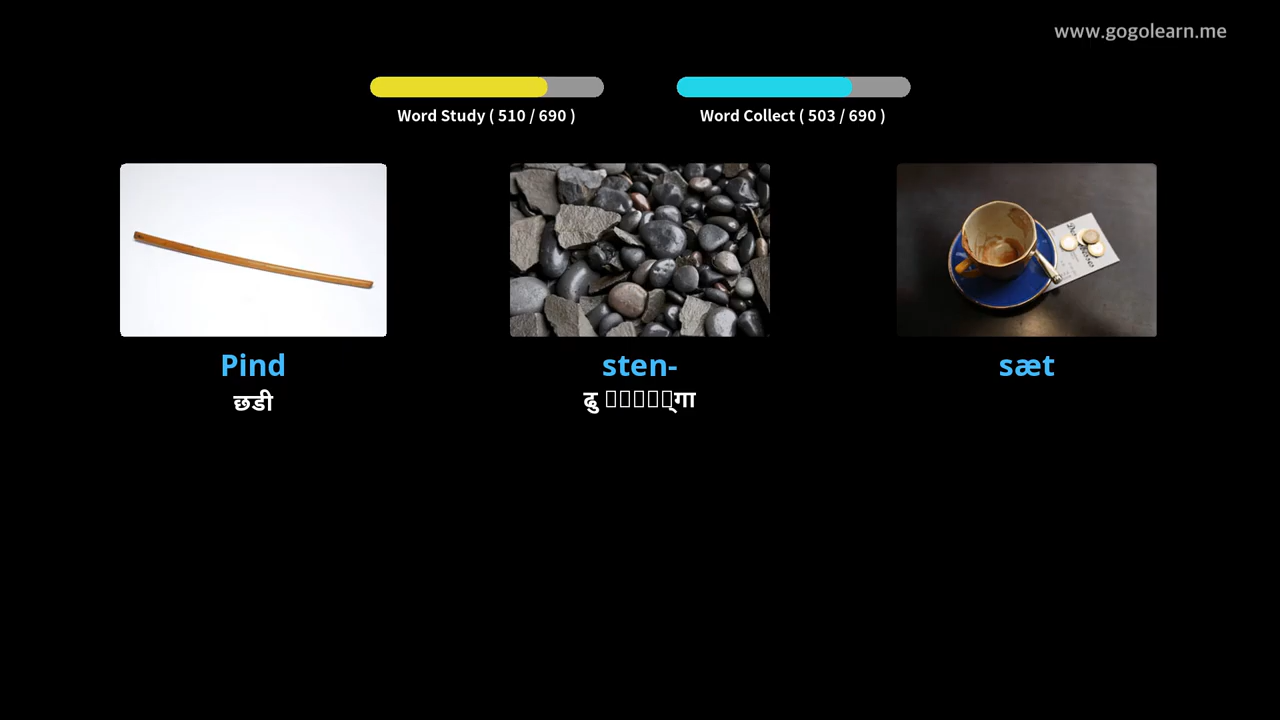 www.gogolearn.me
Word Study ( 510 / 690 )
Word Collect ( 503 / 690 )
Pind
sten-
sæt
छडी
ढु